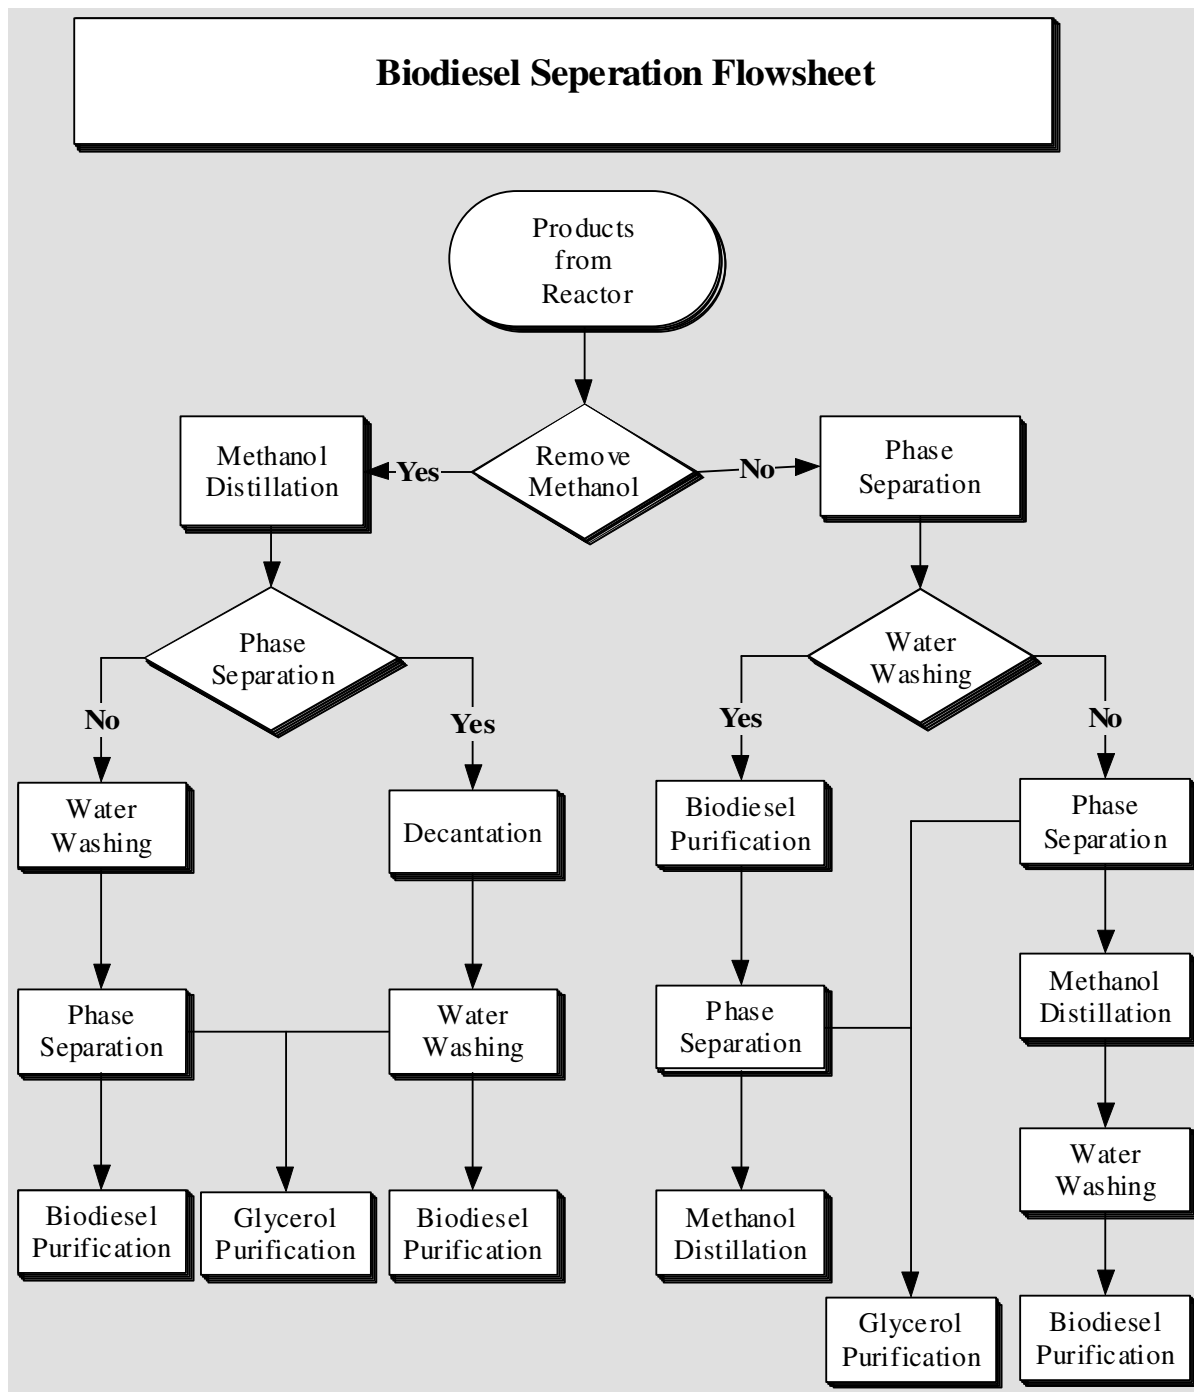 Biodiesel Seperation Flowsheet
Products
from
Reactor
Remove
Methanol
Yes
No
Methanol
Distillation
Phase
Separation
Phase
Separation
No
Yes
Water
Washing
Yes
No
Water
Washing
Decantation
Biodiesel
Purification
Phase
Separation
Phase
Separation
Water
Washing
Phase
Separation
Methanol
Distillation
Water
Washing
Biodiesel
Purification
Glycerol
Purification
Biodiesel
Purification
Methanol
Distillation
Glycerol
Purification
Biodiesel
Purification